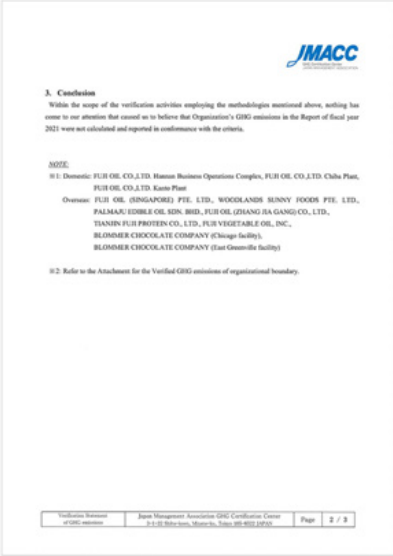 JMACC
3. Conclusion
Within the scope of the verification activities employing the methodologies mentioned above, nothing has
come to our attention that caused us to believe that Organization's GHG emissions in the Report of fiscal year
2021 were not calculated and reported in conformance with the criteria.
NOTE:
※1: Domestic: FUJI OIL CO.,LTD. Hannan Business Operations Complex, FUJI OIL CO.,LTD. Chiba Plant,
FUJI OIL CO.,LTD. Kanto Plant
Overseas: FUJI OIL (SINGAPORE) PTE. LTD., WOODLANDS SUNNY FOODS PTE. LTD.,
PALMAJU EDIBLE OIL SDN. BHD., FUJI OIL (ZHANG JIA GANG) CO., LTD.,
TIANJIN FUJI PROTEIN CO., LTD., FUJI VEGETABLE OIL, INC.,
BLOMMER CHOCOLATE COMPANY (Chicago facility),
BLOMMER CHOCOLATE COMPANY (East Greenville facility)
※2: Refer to the Attachment for the Verified GHG emissions of organizational boundary.
Verification Statement
of GHG emissions
Japan Management Association GHG Certification Center
Tokyo JAPAN
Page 2 / 3